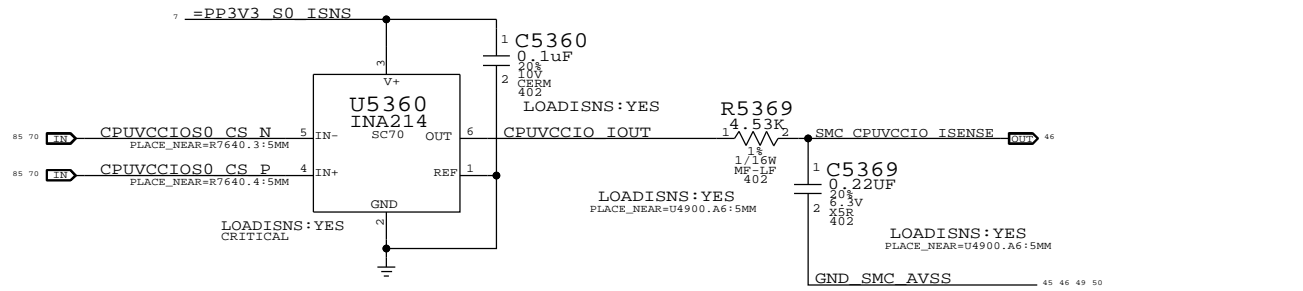 7 =PP3V3_S0_ISNS
1 C5360
0.1uF
20%
10V
2 CERM
402
3
V+
U5360
INA214
SC70
LOADISNS:YES
R5369
4.53K
1 2
1%
1/16W
MF-LF
402
85 70 IN CPUVCCIOS0_CS_N 5 IN- OUT 6 CPUVCCIO_IOUT
PLACE_NEAR=R7640.3:5MM
SMC_CPUVCCIO_ISENSE OUT 46
85 70 IN CPUVCCIOS0_CS_P 4 IN+ REF 1
PLACE_NEAR=R7640.4:5MM
1 C5369
0.22UF
20%
6.3V
2 X5R
402
LOADISNS:YES
PLACE_NEAR=U4900.A6:5MM
GND
2
LOADISNS:YES
CRITICAL
LOADISNS:YES
PLACE_NEAR=U4900.A6:5MM
GND_SMC_AVSS 45 46 49 50